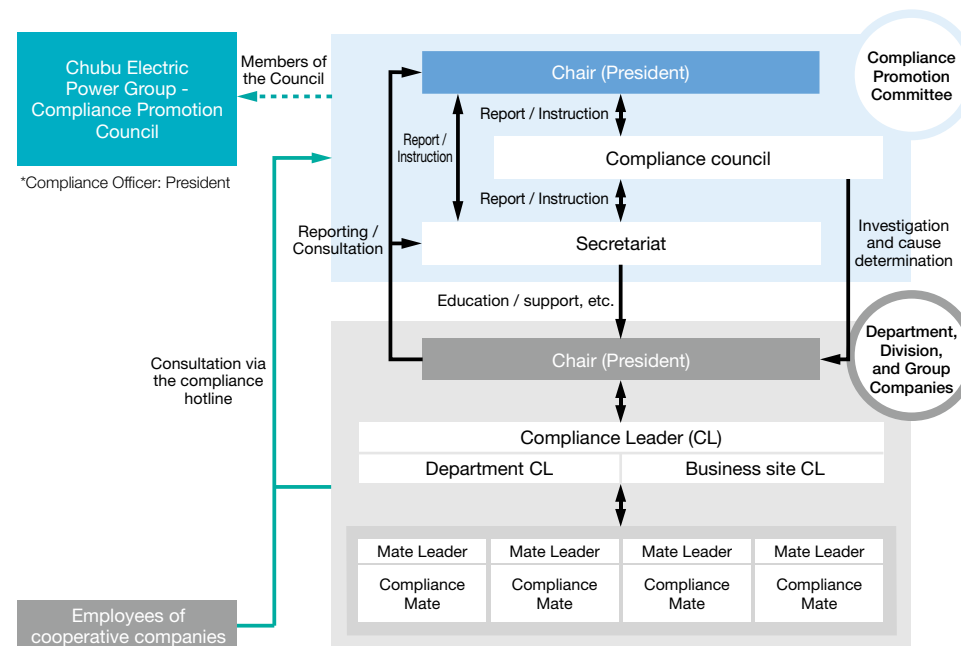 Chubu Electric
Power Group -
Compliance Promotion
Council
*Compliance Officer: President
Members of
the Council
Compliance
Promotion
Committee
Chair (President)
Report / Instruction
Report /
Instruction
Compliance council
Report / Instruction
Reporting /
Consultation
Secretariat
Investigation
and cause
determination
Education / support, etc.
Department,
Division,
and Group
Companies
Chair (President)
Consultation via
the compliance
hotline
Compliance Leader (CL)
Department CL
Business site CL
Mate Leader
Mate Leader
Mate Leader
Mate Leader
Compliance
Mate
Compliance
Mate
Compliance
Mate
Compliance
Mate
Employees of
cooperative companies